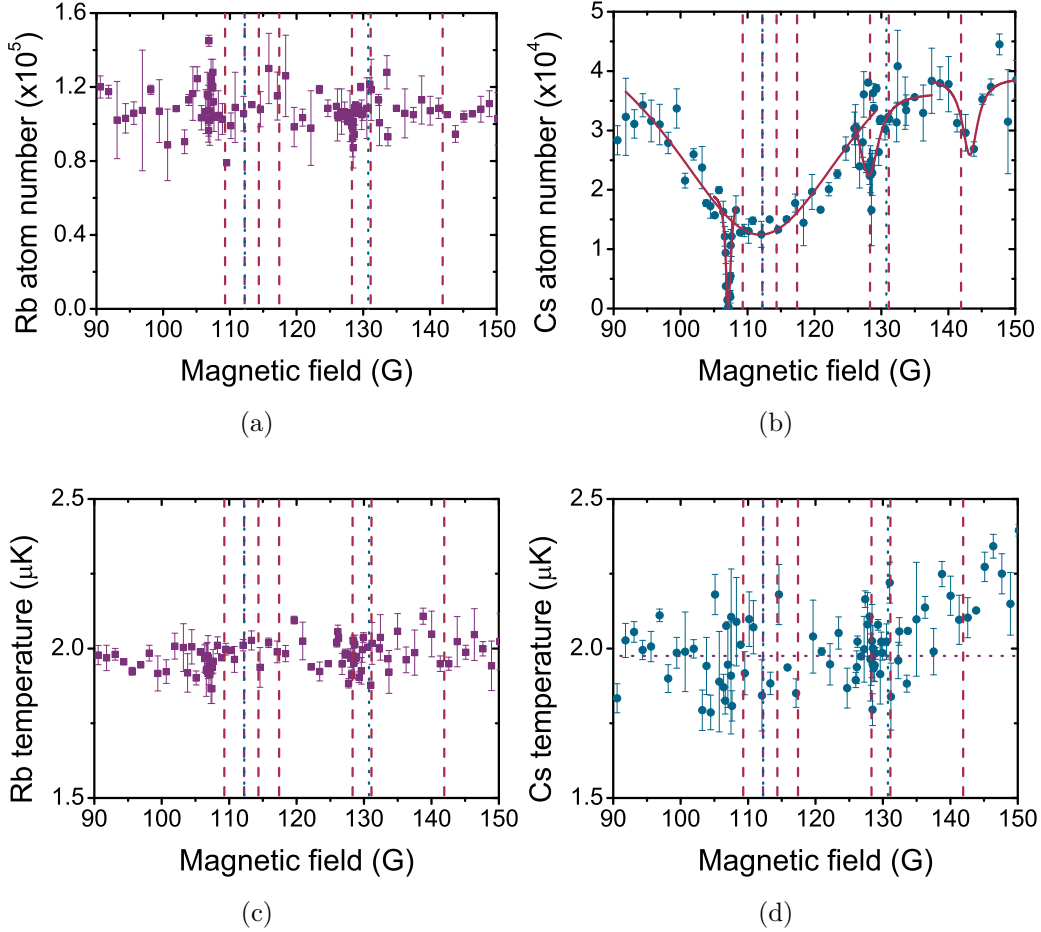 1.6
1.2
0.8
0.4
0.0
Rb atom number (x10⁵)
90 100 110 120 130 140 150
Magnetic field (G)
(a)
5
4
3
2
1
0
Cs atom number (x10⁴)
90 100 110 120 130 140 150
Magnetic field (G)
(b)
2.5
2.0
1.5
Rb temperature (μK)
90 100 110 120 130 140 150
Magnetic field (G)
(c)
2.5
2.0
1.5
Cs temperature (μK)
90 100 110 120 130 140 150
Magnetic field (G)
(d)